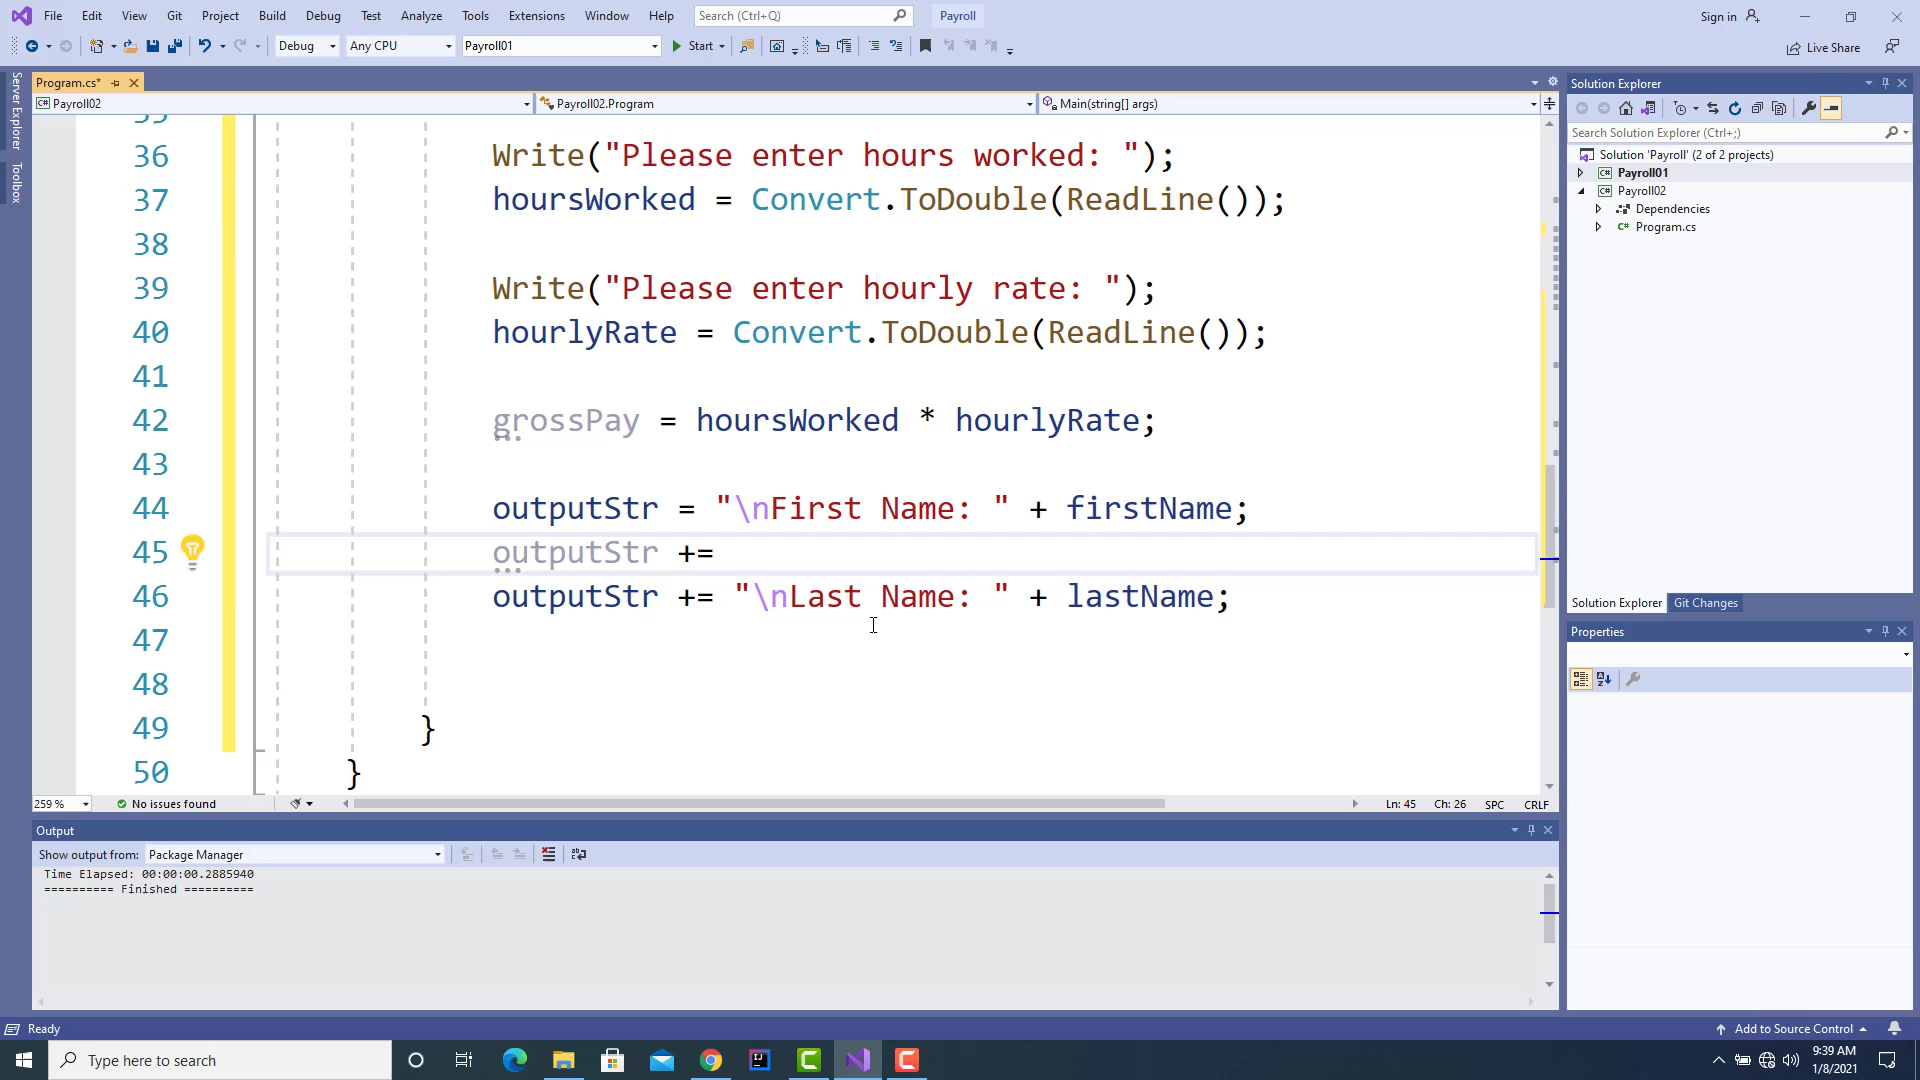 File Edit View Git Project Build Debug Test Analyze Tools Extensions Window Help Search (Ctrl+Q) Payroll Sign in
Debug Any CPU Payroll01 Start Live Share
Server Explorer
Toolbox
Program.cs*
Payroll02 Payroll02.Program Main(string[] args)
36 Write("Please enter hours worked: ");
37 hoursWorked = Convert.ToDouble(ReadLine());
38
39 Write("Please enter hourly rate: ");
40 hourlyRate = Convert.ToDouble(ReadLine());
41
42 grossPay = hoursWorked * hourlyRate;
43
44 outputStr = "\nFirst Name: " + firstName;
45 outputStr +=
46 outputStr += "\nLast Name: " + lastName;
47
48
49 }
50 }
259 % No issues found Ln: 45 Ch: 26 SPC CRLF
Output
Show output from: Package Manager
Time Elapsed: 00:00:00.2885940
========== Finished ==========
Solution Explorer
Search Solution Explorer (Ctrl+;)
Solution 'Payroll' (2 of 2 projects)
C# Payroll01
C# Payroll02
Dependencies
C# Program.cs
Solution Explorer Git Changes
Properties
Ready Add to Source Control
Type here to search
9:39 AM
1/8/2021